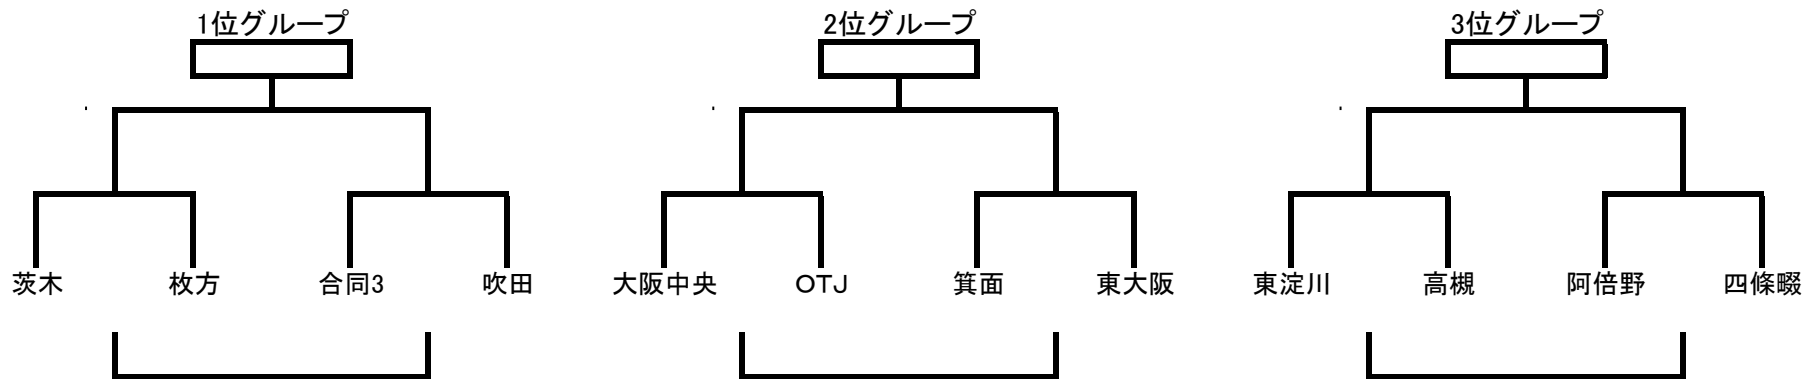 1位グループ 2位グループ 3位グループ
茨木 枚方 合同3 吹田 大阪中央 OTJ 箕面 東大阪 東淀川 高槻 阿倍野 四條畷